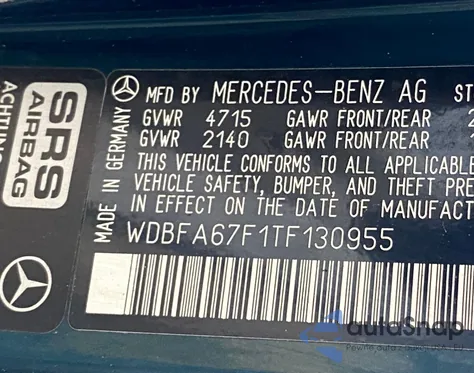 ACHTUNG
SRS
AIRBAG
MADE IN GERMANY
MFD BY MERCEDES-BENZ AG ST
GVWR 4715 GAWR FRONT/REAR 2
GVWR 2140 GAWR FRONT/REAR
THIS VEHICLE CONFORMS TO ALL APPLICABLE
VEHICLE SAFETY, BUMPER, AND THEFT PRE
IN EFFECT ON THE DATE OF MANUFACT
WDBFA67F1TF130955
autoSnap